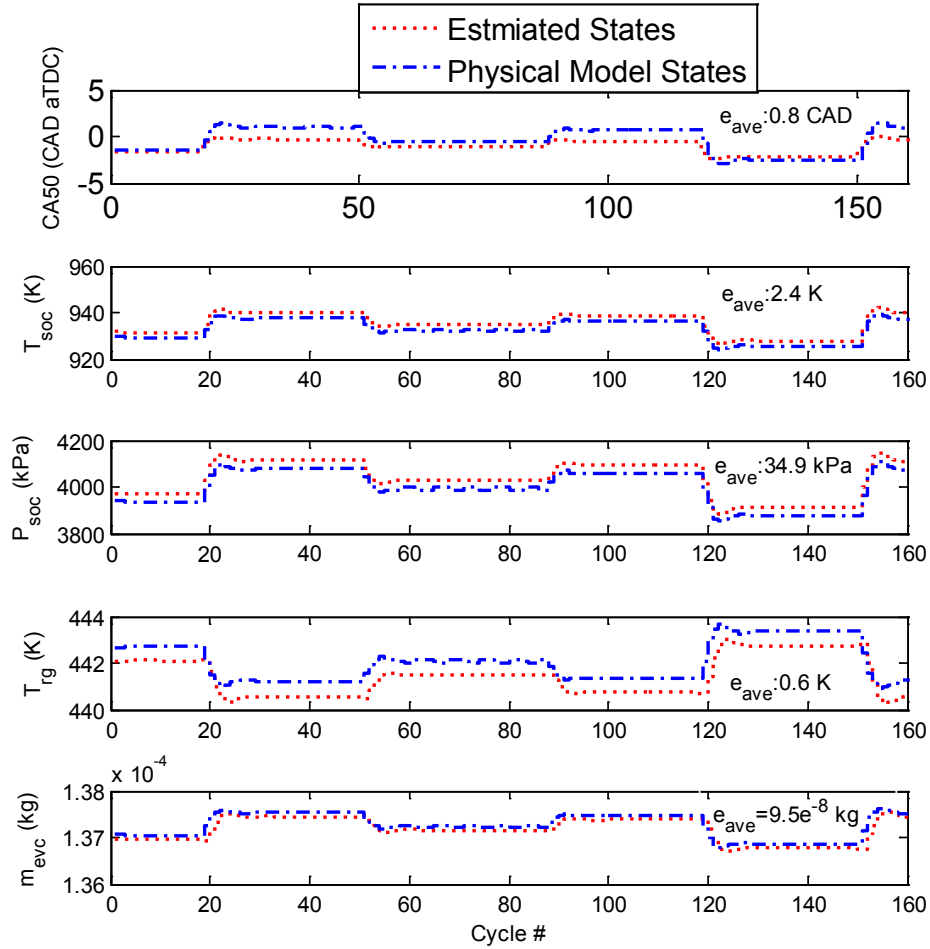 Estmiated States
Physical Model States
CA50 (CAD aTDC)
5
0
-5
e_ave:0.8 CAD
0 50 100 150
T_soc (K)
960
940
920
e_ave:2.4 K
0 20 40 60 80 100 120 140 160
P_soc (kPa)
4200
4000
3800
e_ave:34.9 kPa
0 20 40 60 80 100 120 140 160
T_rg (K)
444
442
440
e_ave:0.6 K
0 20 40 60 80 100 120 140 160
x 10^-4
m_evc (kg)
1.38
1.37
1.36
e_ave=9.5e^-8 kg
0 20 40 60 80 100 120 140 160
Cycle #